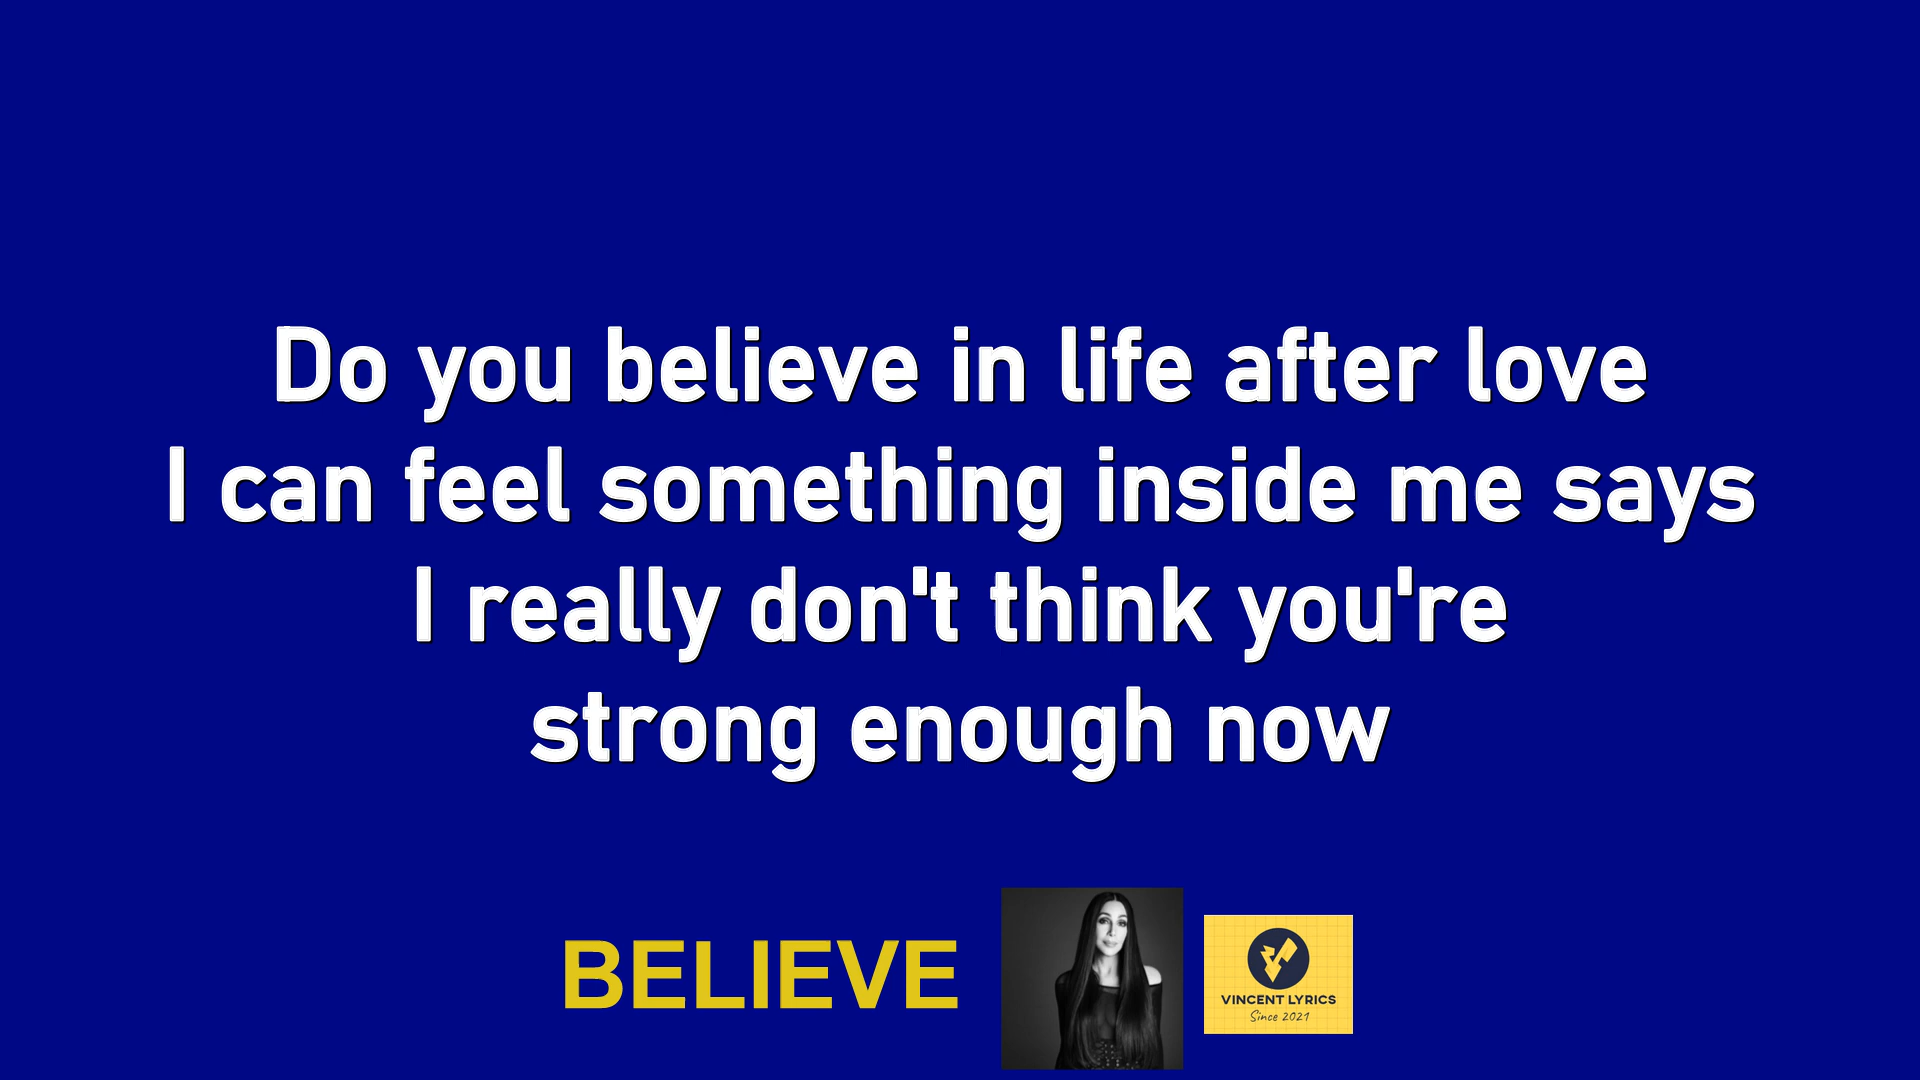 Do you believe in life after love
I can feel something inside me says
I really don't think you're
strong enough now
BELIEVE
VINCENT LYRICS
Since 2021